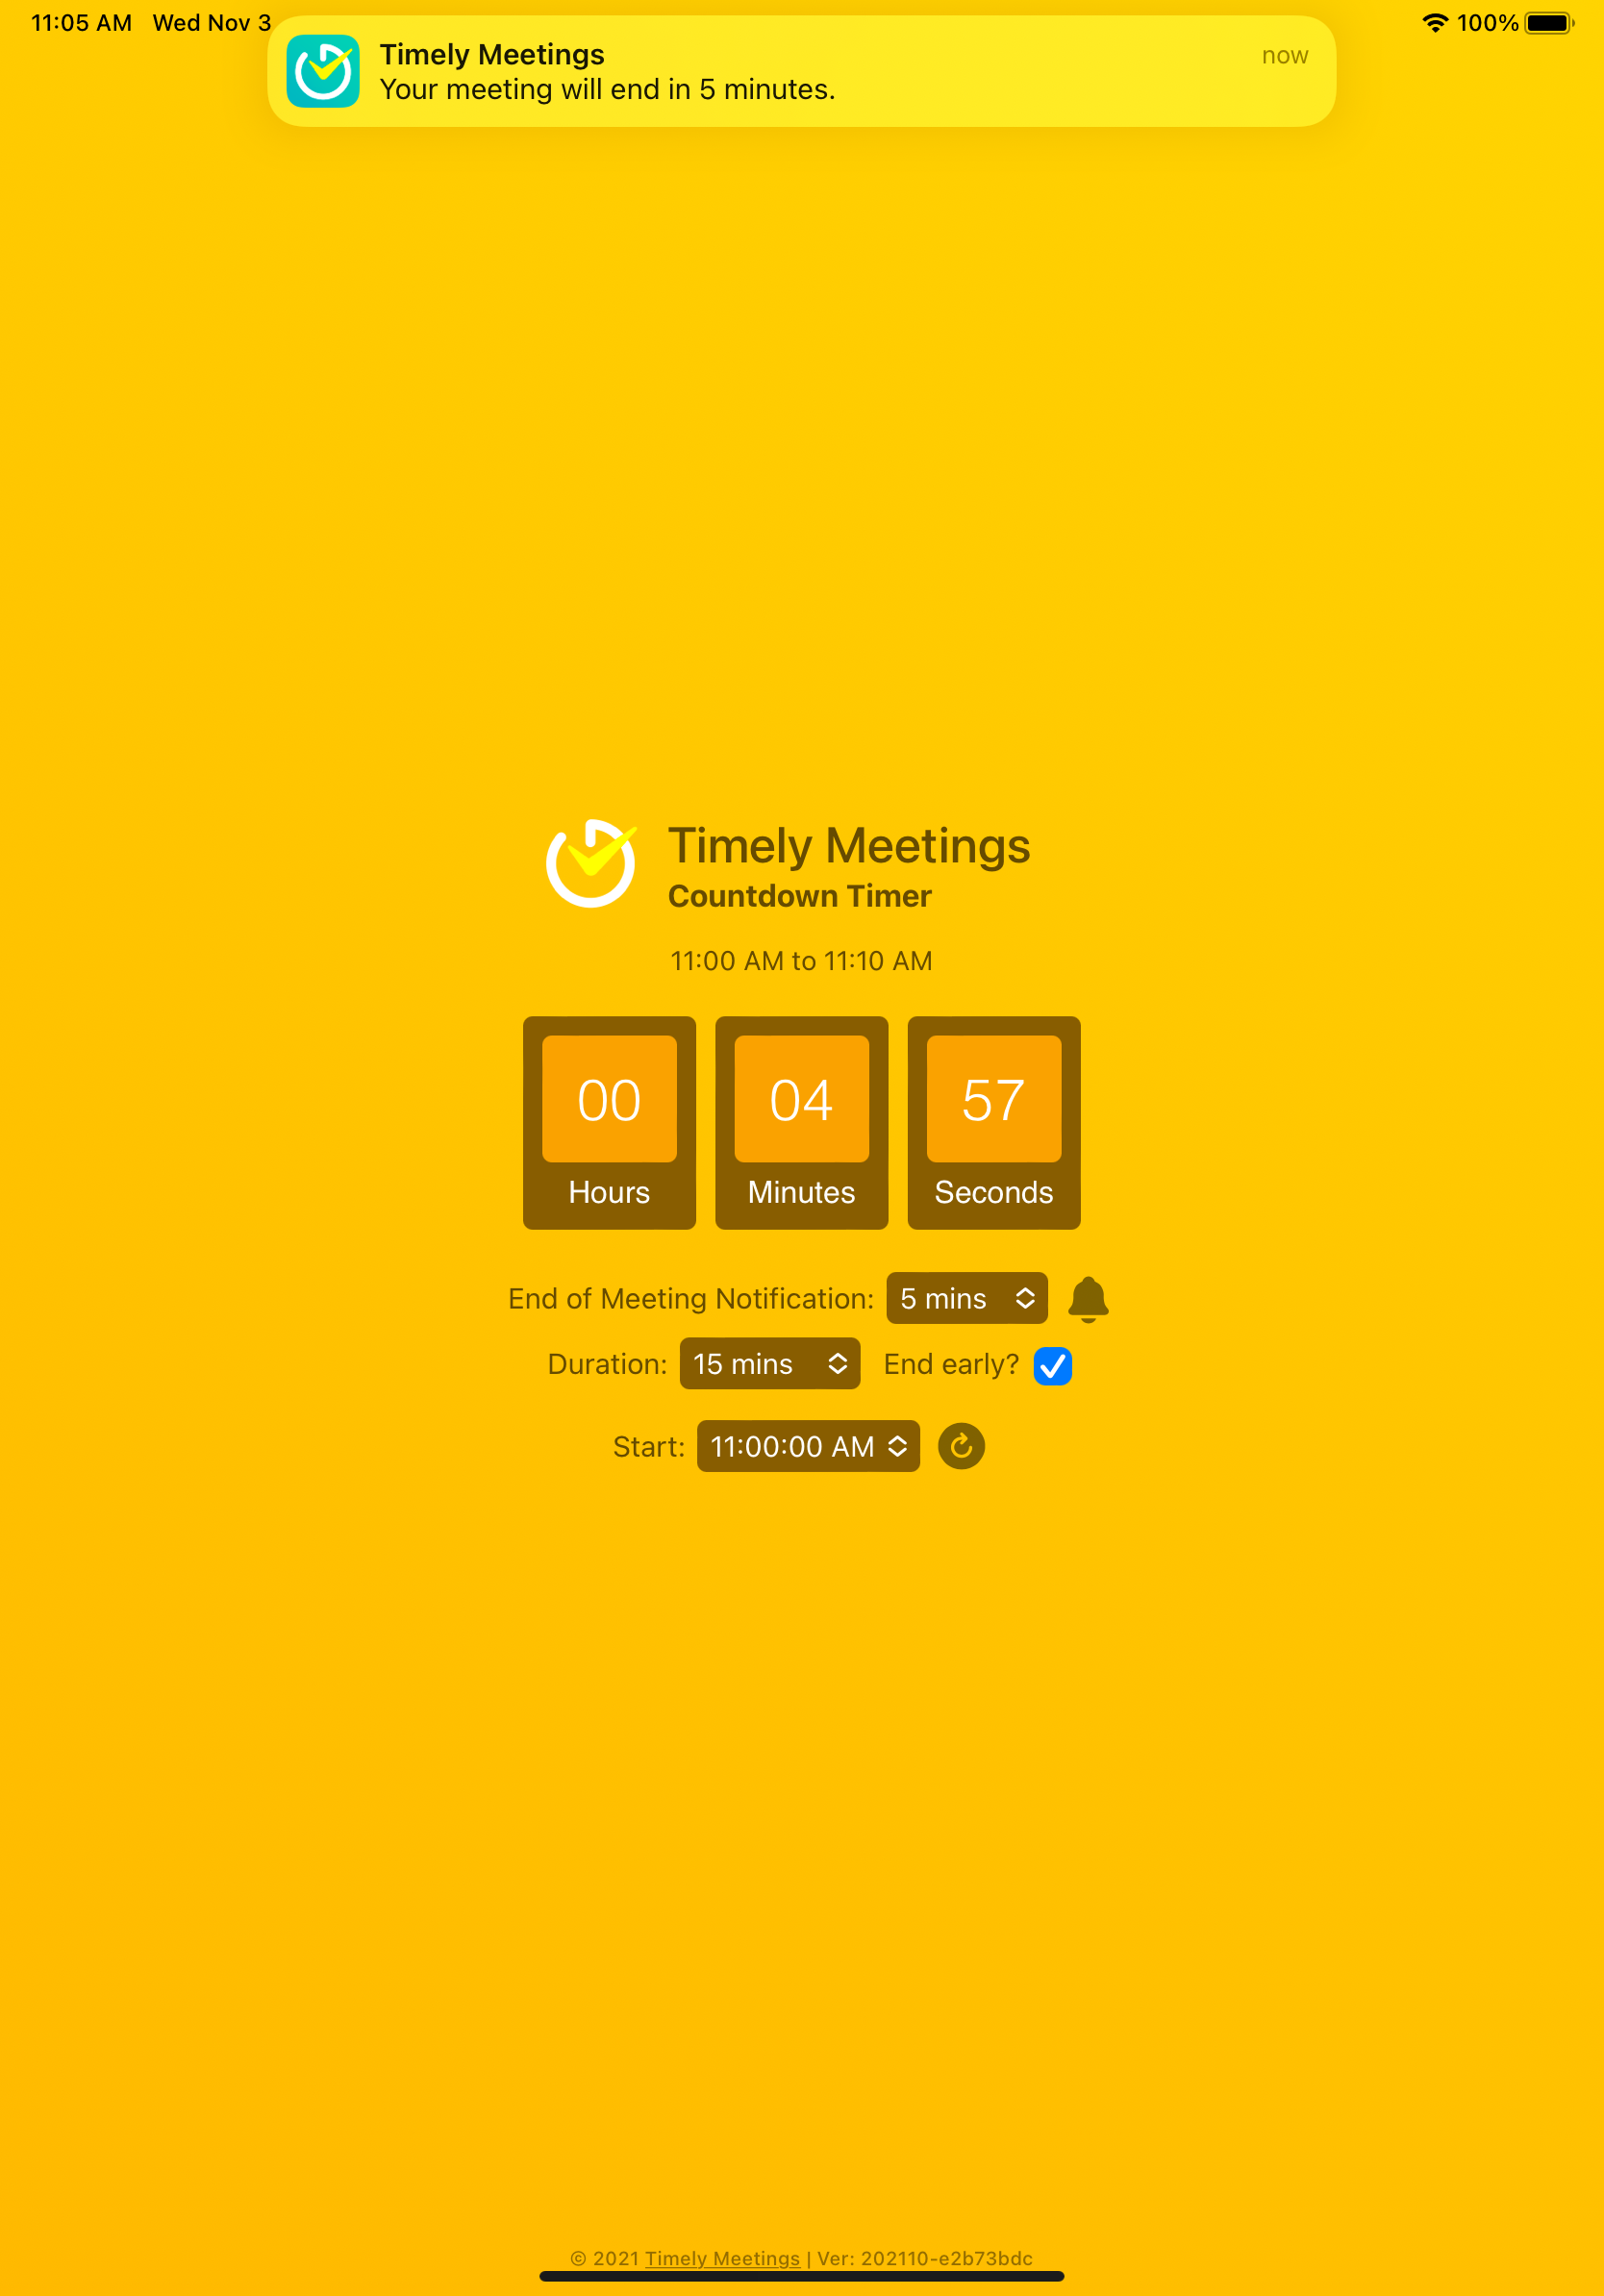 11:05 AM Wed Nov 3
100%
Timely Meetings now
Your meeting will end in 5 minutes.
Timely Meetings
Countdown Timer
11:00 AM to 11:10 AM
00 04 57
Hours Minutes Seconds
End of Meeting Notification: 5 mins
Duration: 15 mins End early?
Start: 11:00:00 AM
© 2021 Timely Meetings | Ver: 202110-e2b73bdc